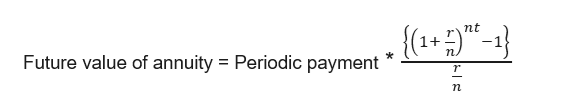 Future value of annuity = Periodic payment * {(1+r/n)^nt −1} / (r/n)